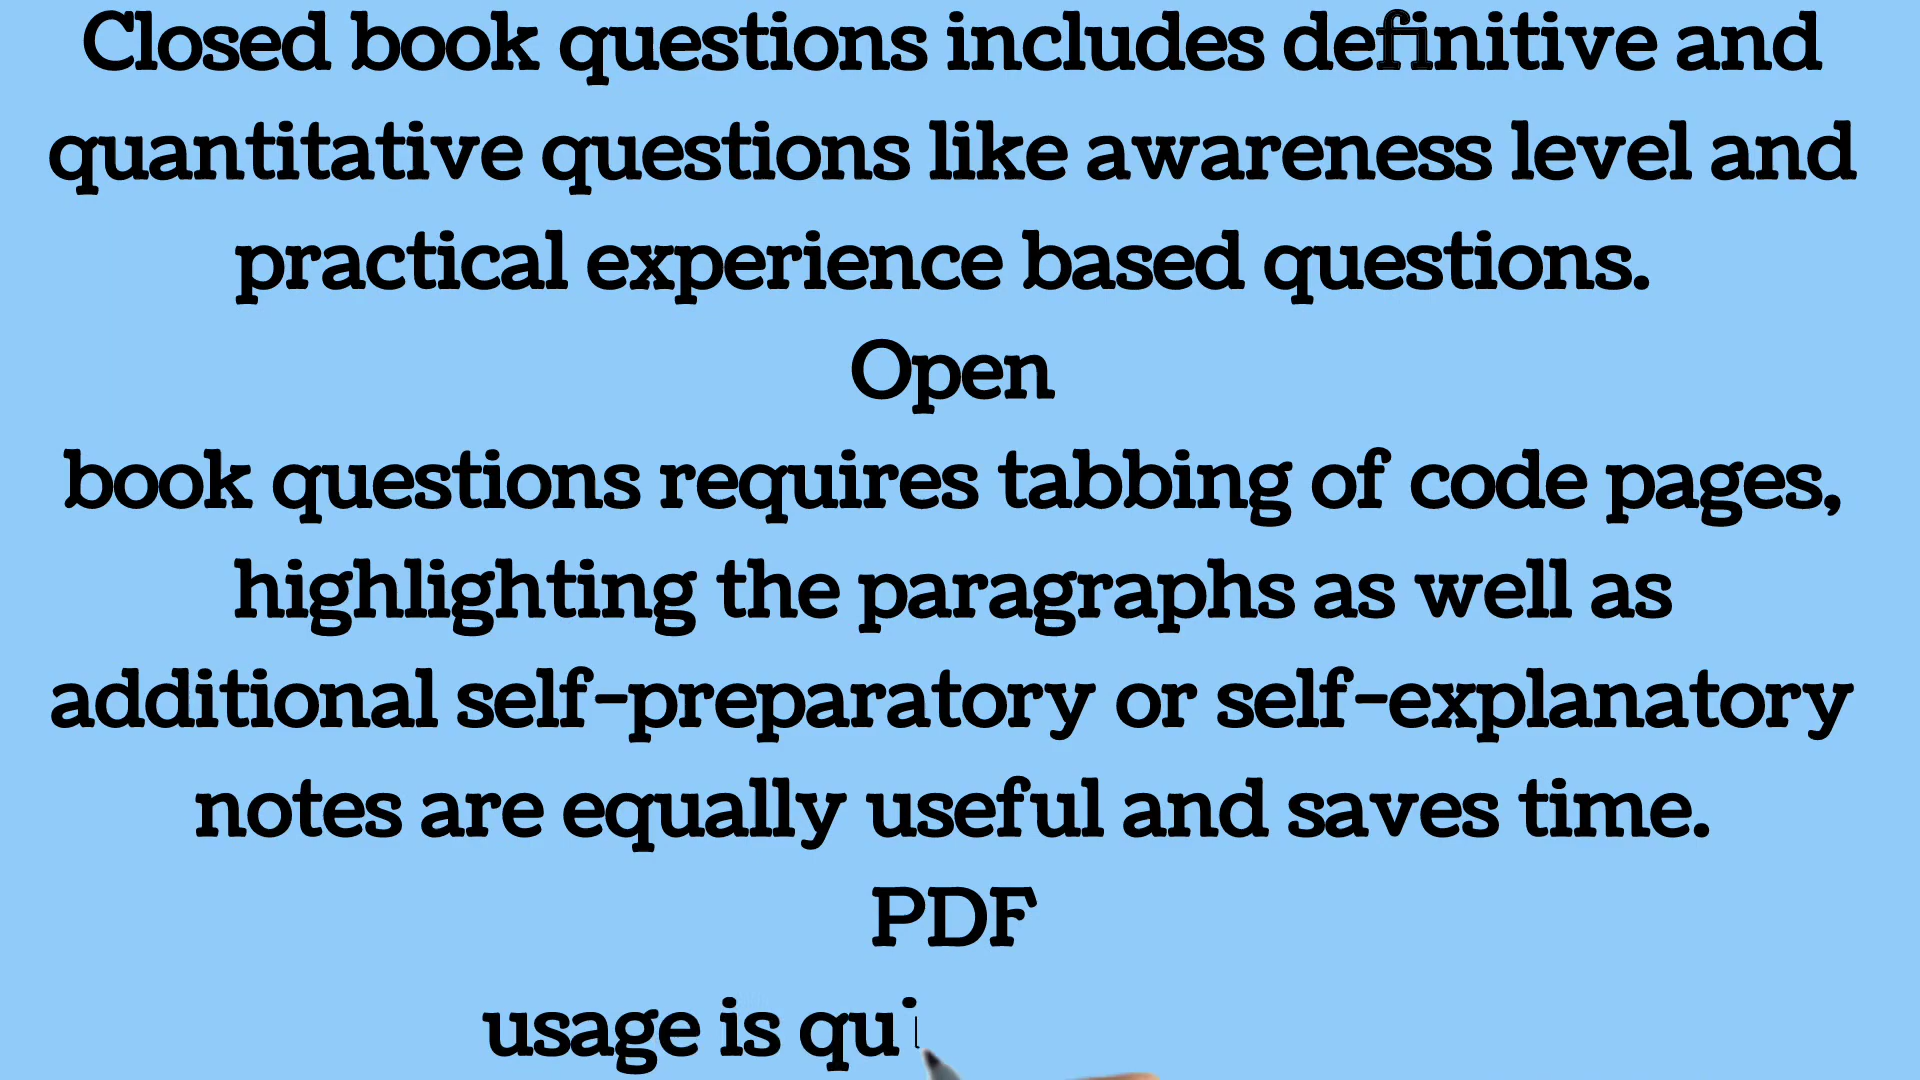 Closed book questions includes definitive and
quantitative questions like awareness level and
practical experience based questions.
Open
book questions requires tabbing of code pages,
highlighting the paragraphs as well as
additional self-preparatory or self-explanatory
notes are equally useful and saves time.
PDF
usage is